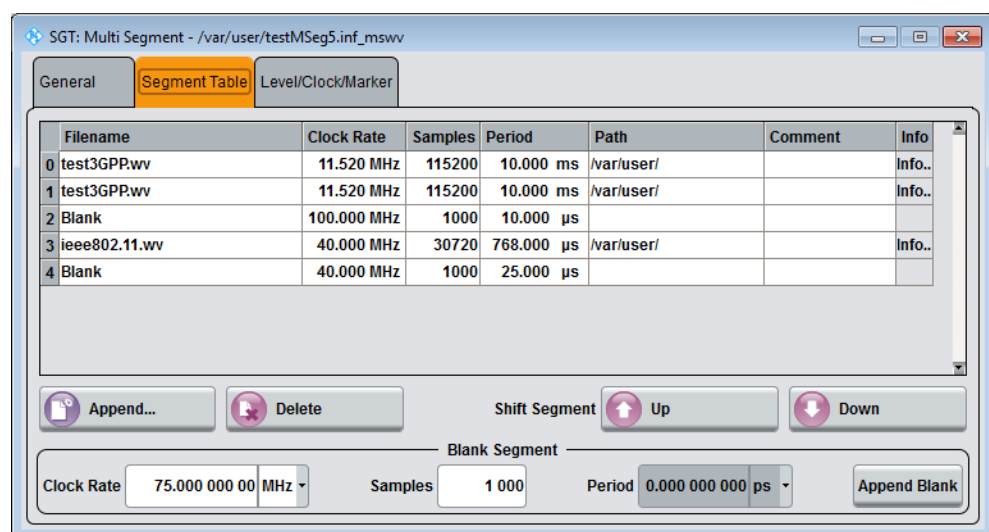 SGT: Multi Segment - /var/user/testMSeg5.inf_mswv
General Segment Table Level/Clock/Marker
Filename Clock Rate Samples Period Path Comment Info
0 test3GPP.wv 11.520 MHz 115200 10.000 ms /var/user/ Info..
1 test3GPP.wv 11.520 MHz 115200 10.000 ms /var/user/ Info..
2 Blank 100.000 MHz 1000 10.000 µs
3 ieee802.11.wv 40.000 MHz 30720 768.000 µs /var/user/ Info..
4 Blank 40.000 MHz 1000 25.000 µs
Append... Delete Shift Segment Up Down
Blank Segment
Clock Rate 75.000 000 00 MHz Samples 1 000 Period 0.000 000 000 ps Append Blank